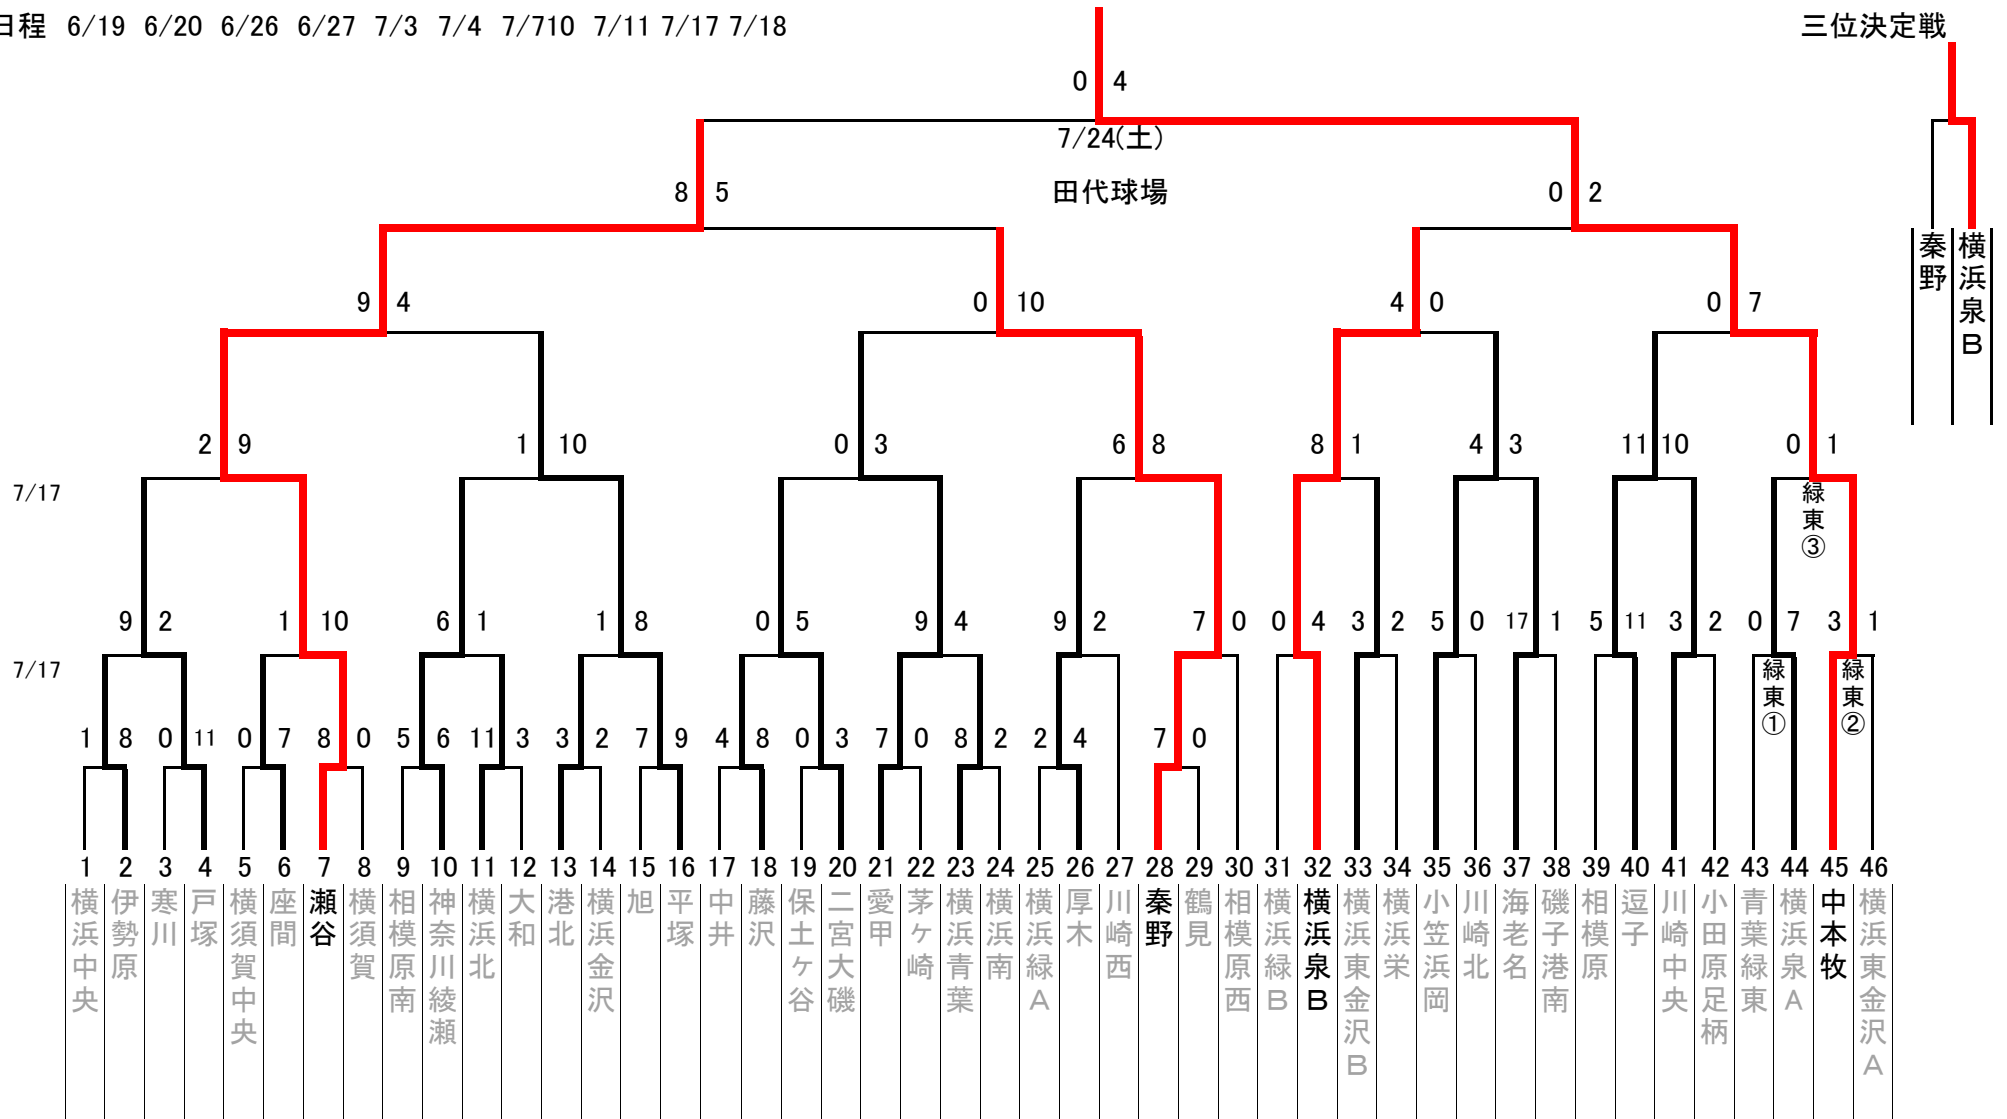 日程 6/19 6/20 6/26 6/27 7/3 7/4 7/710 7/11 7/17 7/18
三位決定戦
0 4
7/24(土)
田代球場
8 5 0 2
秦野
横浜泉B
9 4 0 10 4 0 0 7
2 9 1 10 0 3 6 8 8 1 4 3 11 10 0 1
7/17
緑東③
9 2 1 10 6 1 1 8 0 5 9 4 9 2 7 0 0 4 3 2 5 0 17 1 5 11 3 2 0 7 3 1
7/17
緑東①
緑東②
1 8 0 11 0 7 8 0 5 6 11 3 3 2 7 9 4 8 0 3 7 0 8 2 2 4 7 0
1 2 3 4 5 6 7 8 9 10 11 12 13 14 15 16 17 18 19 20 21 22 23 24 25 26 27 28 29 30 31 32 33 34 35 36 37 38 39 40 41 42 43 44 45 46
横浜中央
伊勢原
寒川
戸塚
横須賀中央
座間
瀬谷
横須賀
相模原南
神奈川綾瀬
横浜北
大和
港北
横浜金沢
旭
平塚
中井
藤沢
保土ヶ谷
二宮大磯
愛甲
茅ヶ崎
横浜青葉
横浜南
横浜緑A
厚木
川崎西
秦野
鶴見
相模原西
横浜緑B
横浜泉B
横浜東金沢B
横浜栄
小笠浜岡
川崎北
海老名
磯子港南
相模原
逗子
川崎中央
小田原足柄
青葉緑東
横浜泉A
中本牧
横浜東金沢A